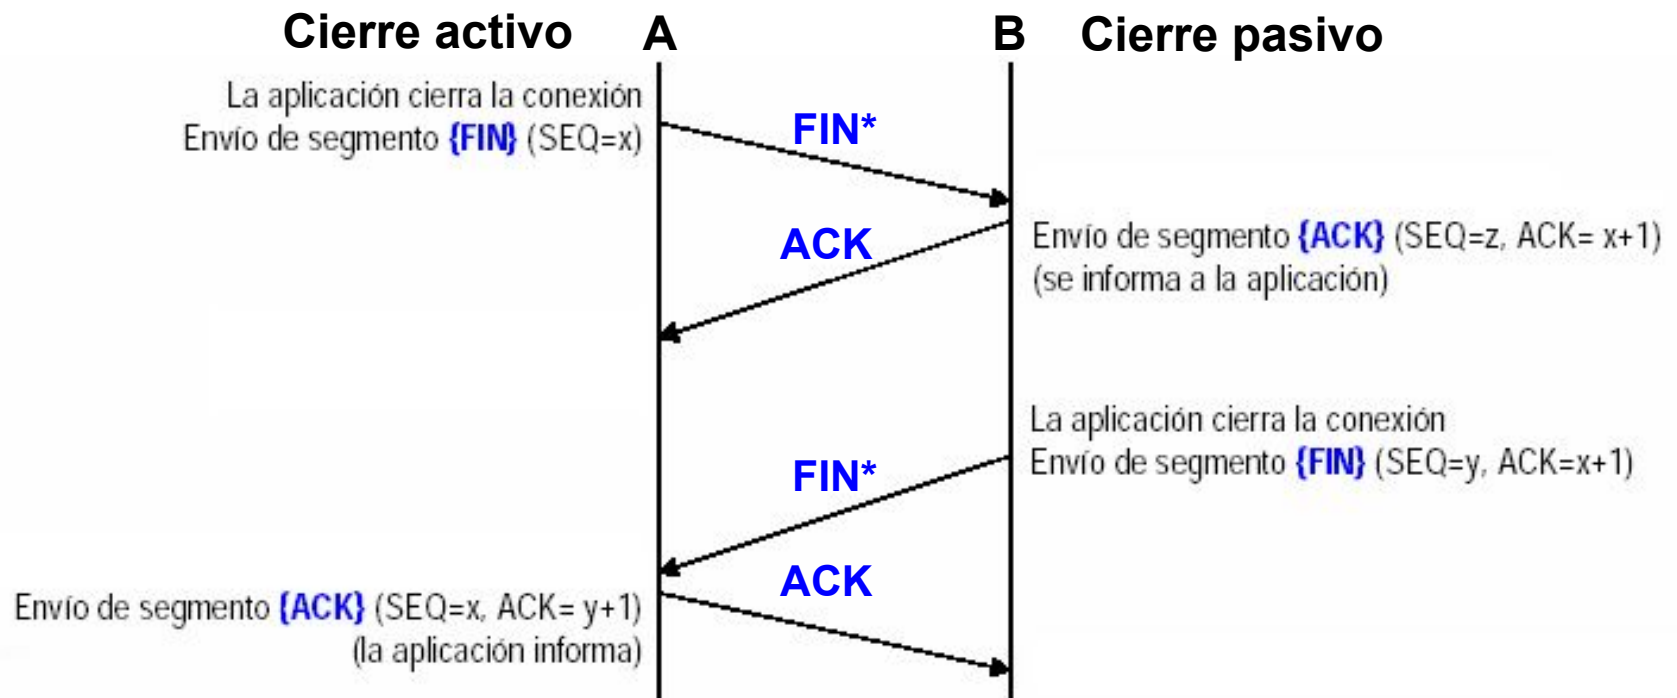 Cierre activo A B Cierre pasivo
La aplicación cierra la conexión
Envío de segmento {FIN} (SEQ=x)
FIN*
ACK
Envío de segmento {ACK} (SEQ=z, ACK= x+1)
(se informa a la aplicación)
La aplicación cierra la conexión
Envío de segmento {FIN} (SEQ=y, ACK=x+1)
FIN*
ACK
Envío de segmento {ACK} (SEQ=x, ACK= y+1)
(la aplicación informa)